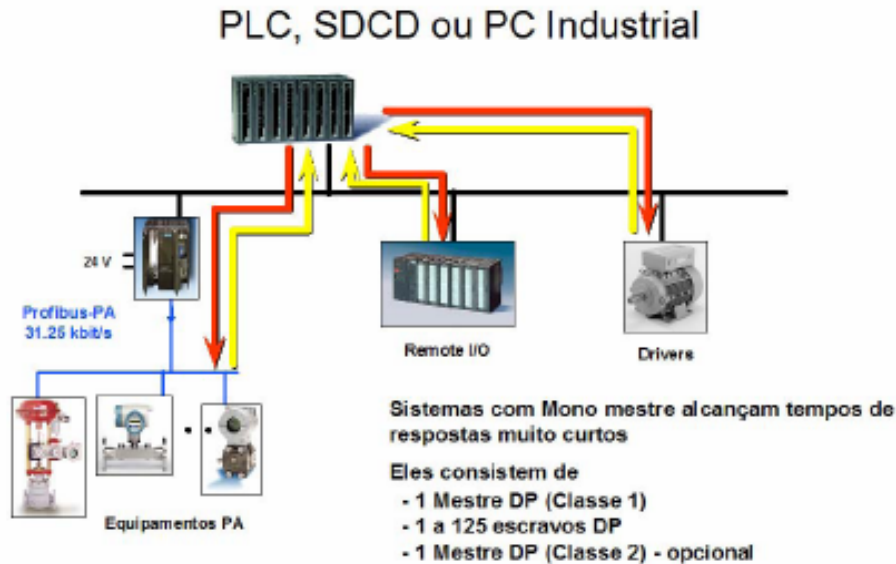 PLC, SDCD ou PC Industrial
24 V
Profibus-PA
31.25 kbit/s
Remote I/O
Drivers
Equipamentos PA
Sistemas com Mono mestre alcançam tempos de
respostas muito curtos
Eles consistem de
- 1 Mestre DP (Classe 1)
- 1 a 125 escravos DP
- 1 Mestre DP (Classe 2) - opcional